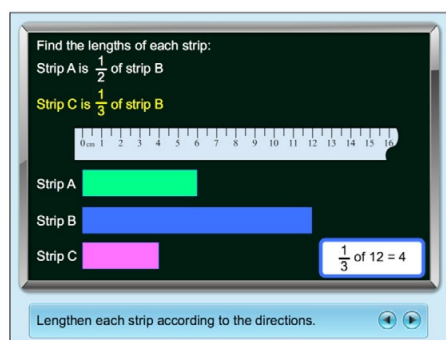 Find the lengths of each strip:
Strip A is 1/2 of strip B
Strip C is 1/3 of strip B
0 cm 1 2 3 4 5 6 7 8 9 10 11 12 13 14 15 16
Strip A
Strip B
Strip C
1/3 of 12 = 4
Lengthen each strip according to the directions.